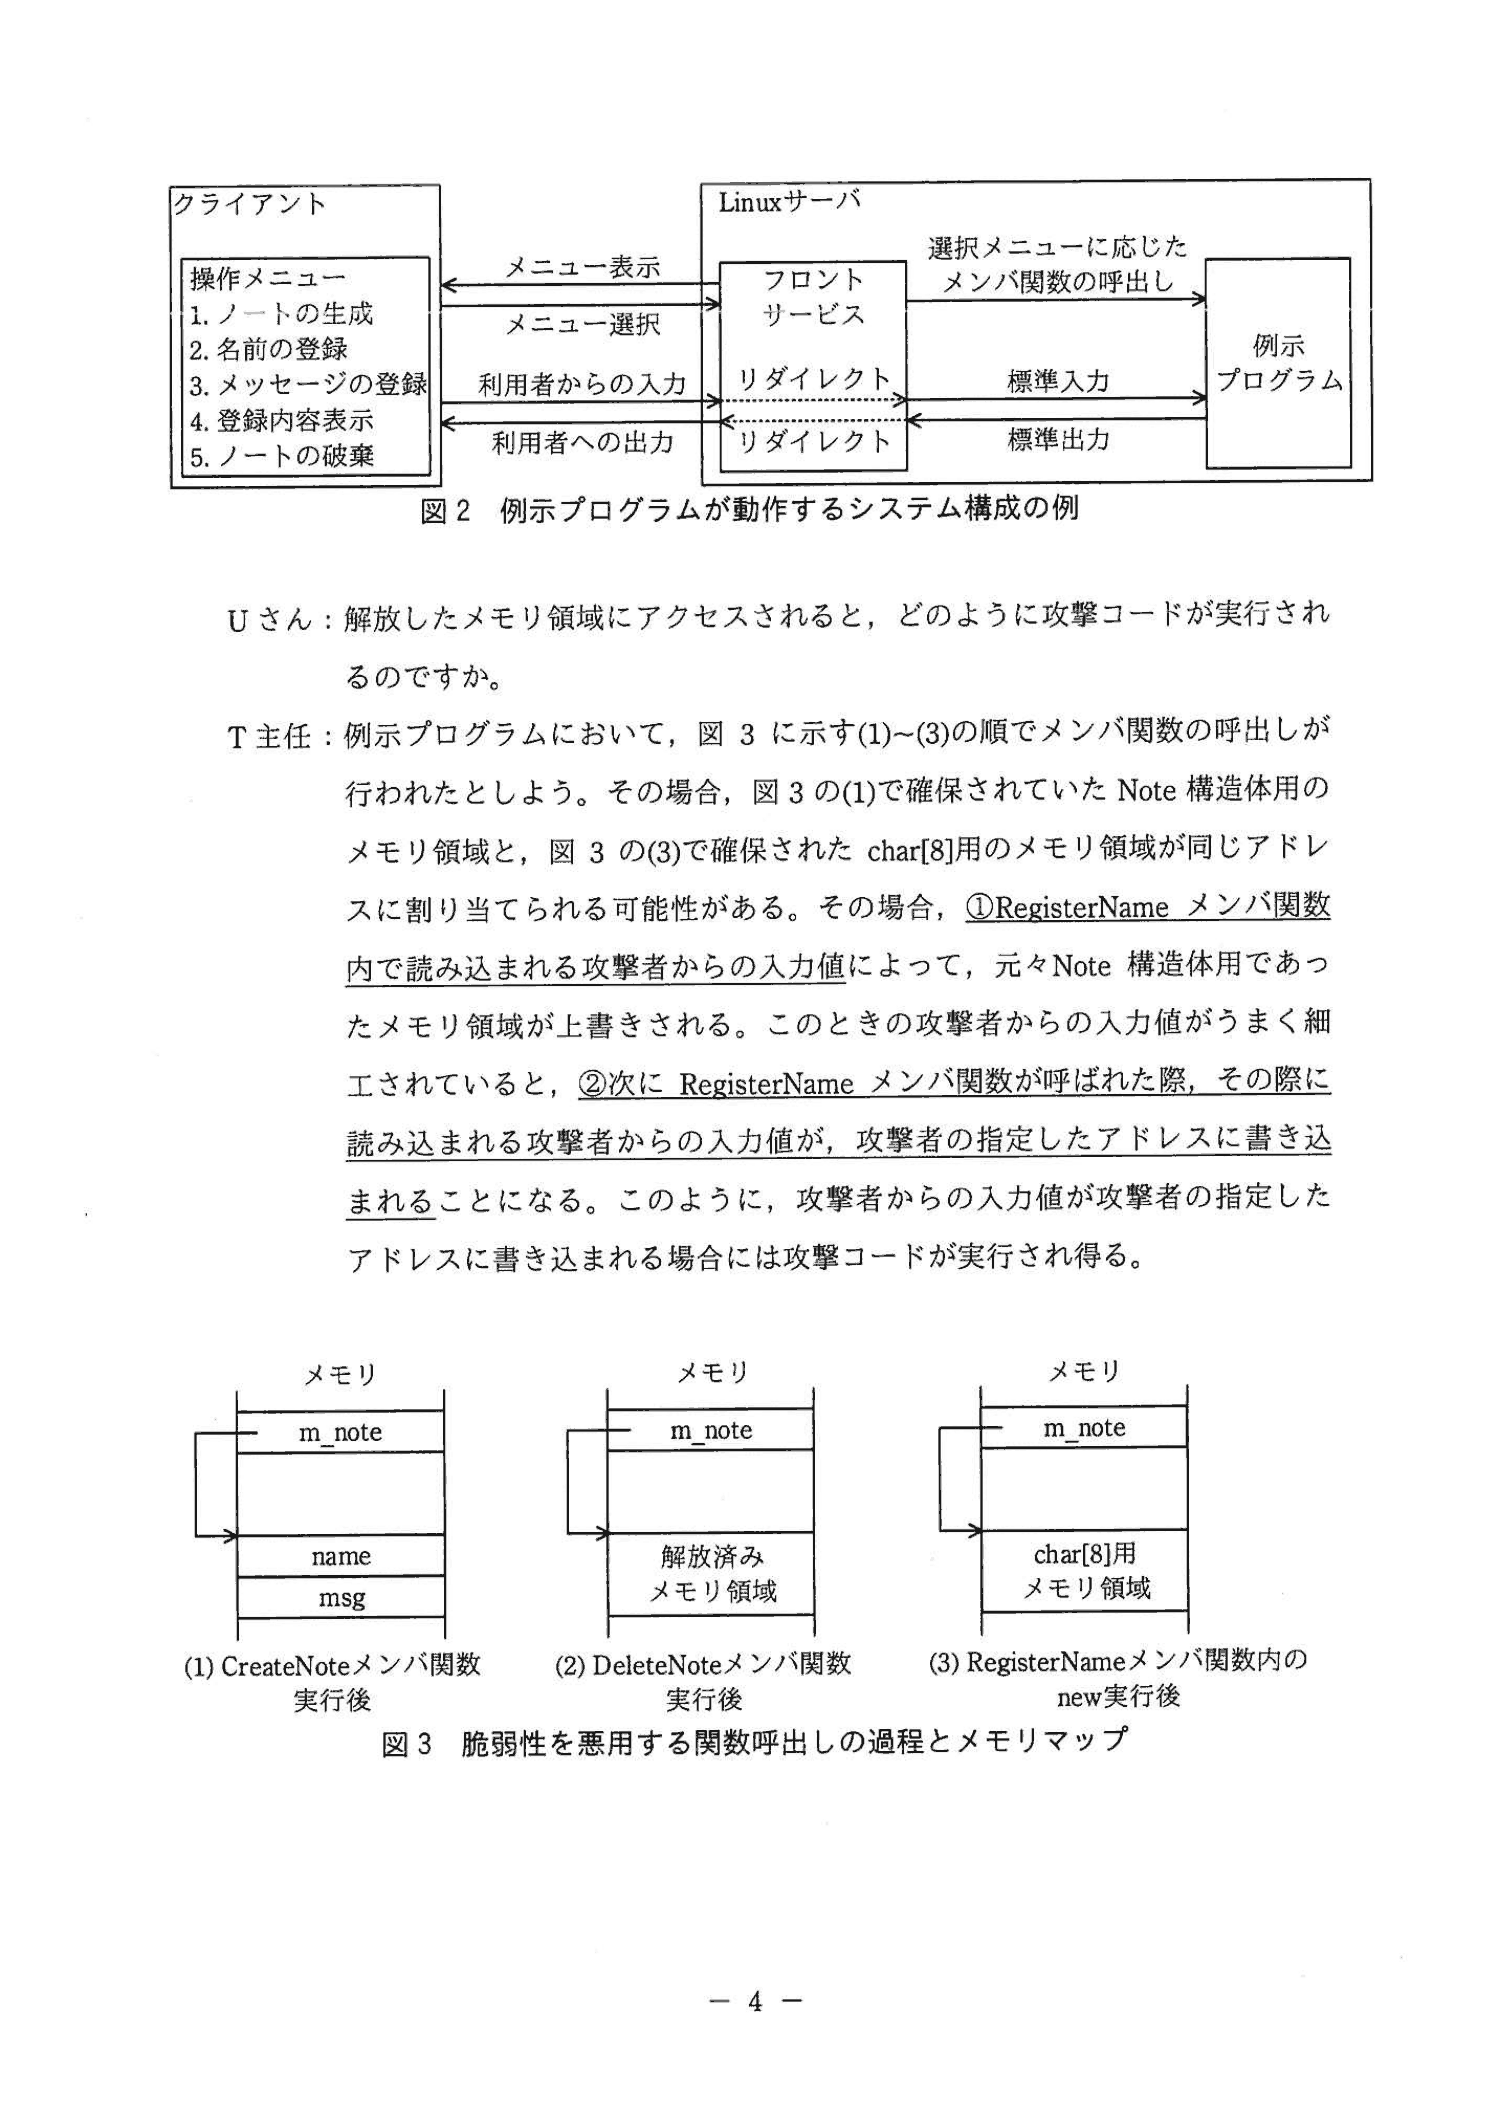 クライアント
操作メニュー
1. ノートの生成
2. 名前の登録
3. メッセージの登録
4. 登録内容表示
5. ノートの破棄
メニュー表示
メニュー選択
利用者からの入力
利用者への出力
Linuxサーバ
フロント
サービス
リダイレクト
リダイレクト
選択メニューに応じた
メンバ関数の呼出し
標準入力
標準出力
例示
プログラム
図2 例示プログラムが動作するシステム構成の例
Uさん：解放したメモリ領域にアクセスされると，どのように攻撃コードが実行され
るのですか。
T主任：例示プログラムにおいて，図 3 に示す(1)~(3)の順でメンバ関数の呼出しが
行われたとしよう。その場合，図 3 の(1)で確保されていた Note 構造体用の
メモリ領域と，図 3 の(3)で確保された char[8]用のメモリ領域が同じアドレ
スに割り当てられる可能性がある。その場合，①RegisterName メンバ関数
内で読み込まれる攻撃者からの入力値によって，元々Note 構造体用であっ
たメモリ領域が上書きされる。このときの攻撃者からの入力値がうまく細
工されていると，②次に RegisterName メンバ関数が呼ばれた際，その際に
読み込まれる攻撃者からの入力値が，攻撃者の指定したアドレスに書き込
まれることになる。このように，攻撃者からの入力値が攻撃者の指定した
アドレスに書き込まれる場合には攻撃コードが実行され得る。
メモリ
m_note
name
msg
(1) CreateNoteメンバ関数
実行後
メモリ
m_note
解放済み
メモリ領域
(2) DeleteNoteメンバ関数
実行後
メモリ
m_note
char[8]用
メモリ領域
(3) RegisterNameメンバ関数内の
new実行後
図3 脆弱性を悪用する関数呼出しの過程とメモリマップ
－ 4 －